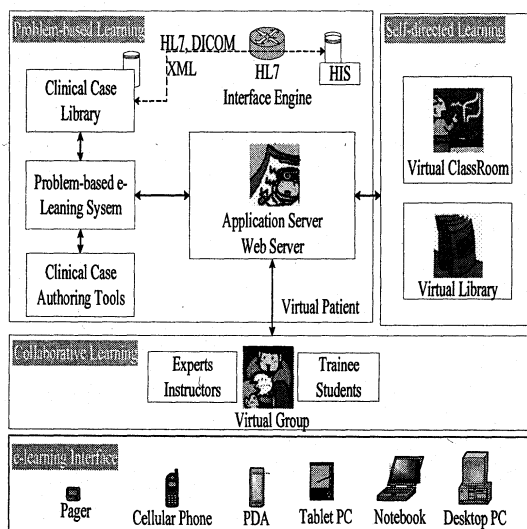 Problem-based Learning
HL7, DICOM
XML
HL7
Interface Engine
HIS
Clinical Case
Library
Problem-based e-
Leaning Sysem
Clinical Case
Authoring Tools
Application Server
Web Server
Virtual Patient
Self-directed Learning
Virtual ClassRoom
Virtual Library
Collaborative Learning
Experts
Instructors
Virtual Group
Trainee
Students
e-learning Interface
Pager
Cellular Phone
PDA
Tablet PC
Notebook
Desktop PC